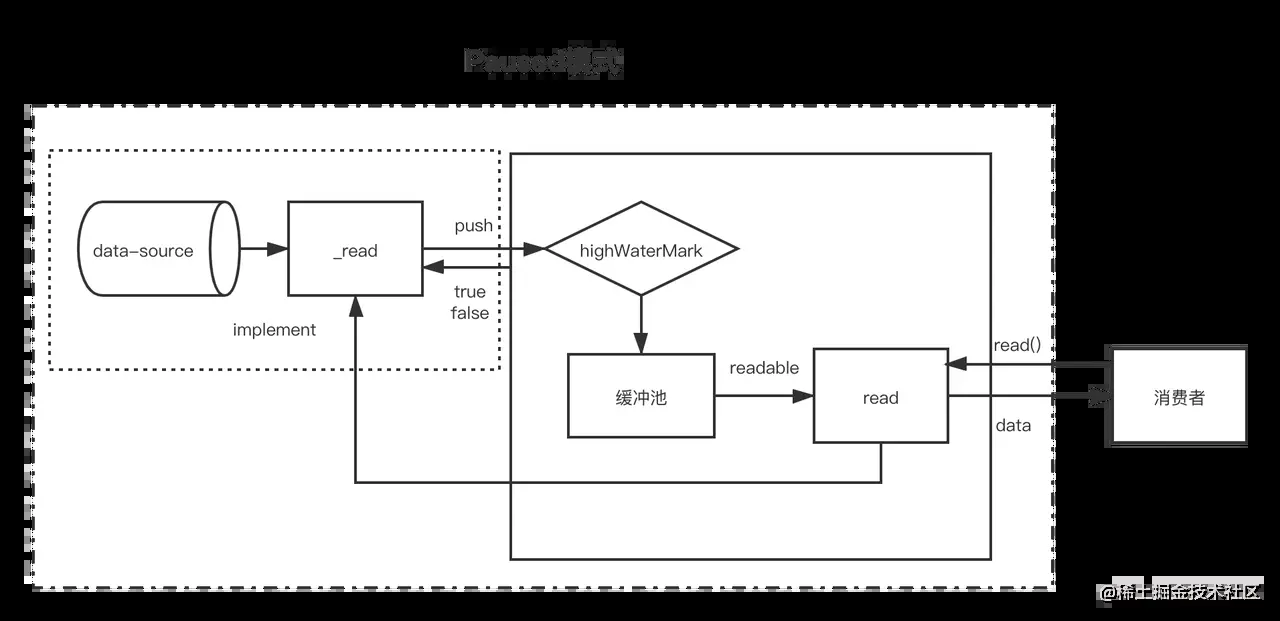 Paused模式
data-source
_read
push
true
false
implement
highWaterMark
缓冲池
readable
read
read()
data
消费者
@稀土掘金技术社区